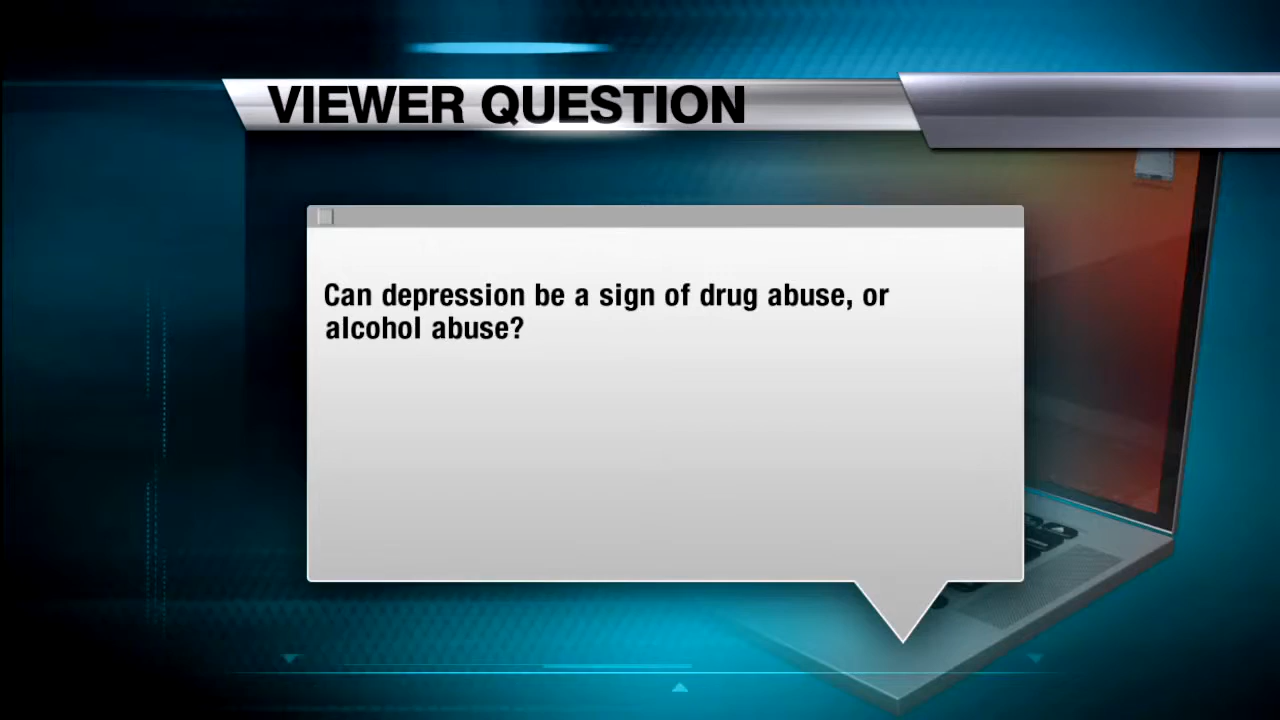 VIEWER QUESTION
Can depression be a sign of drug abuse, or
alcohol abuse?